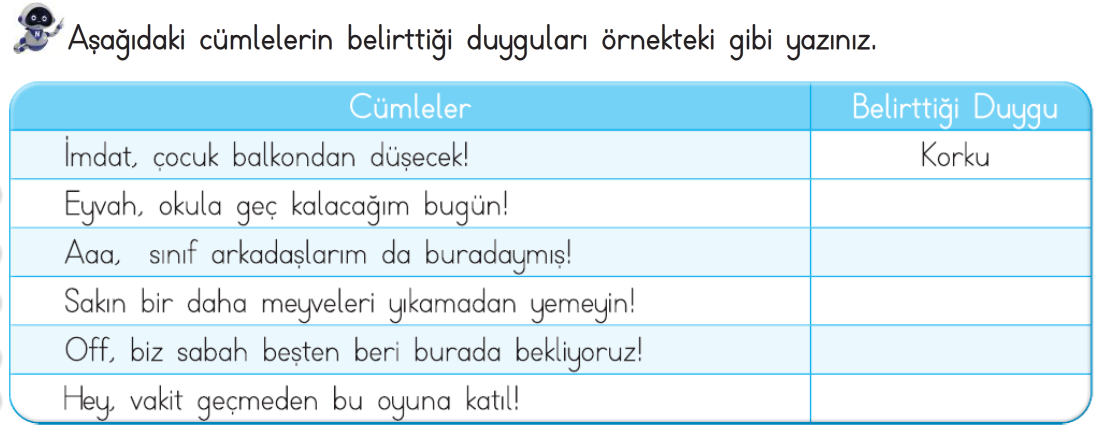 Aşağıdaki cümlelerin belirttiği duyguları örnekteki gibi yazınız.
Cümleler Belirttiği Duygu
İmdat, çocuk balkondan düşecek! Korku
Eyvah, okula geç kalacağım bugün!
Aaa, sınıf arkadaşlarım da buradaymış!
Sakın bir daha meyveleri yıkamadan yemeyin!
Off, biz sabah beşten beri burada bekliyoruz!
Hey, vakit geçmeden bu oyuna katıl!
N